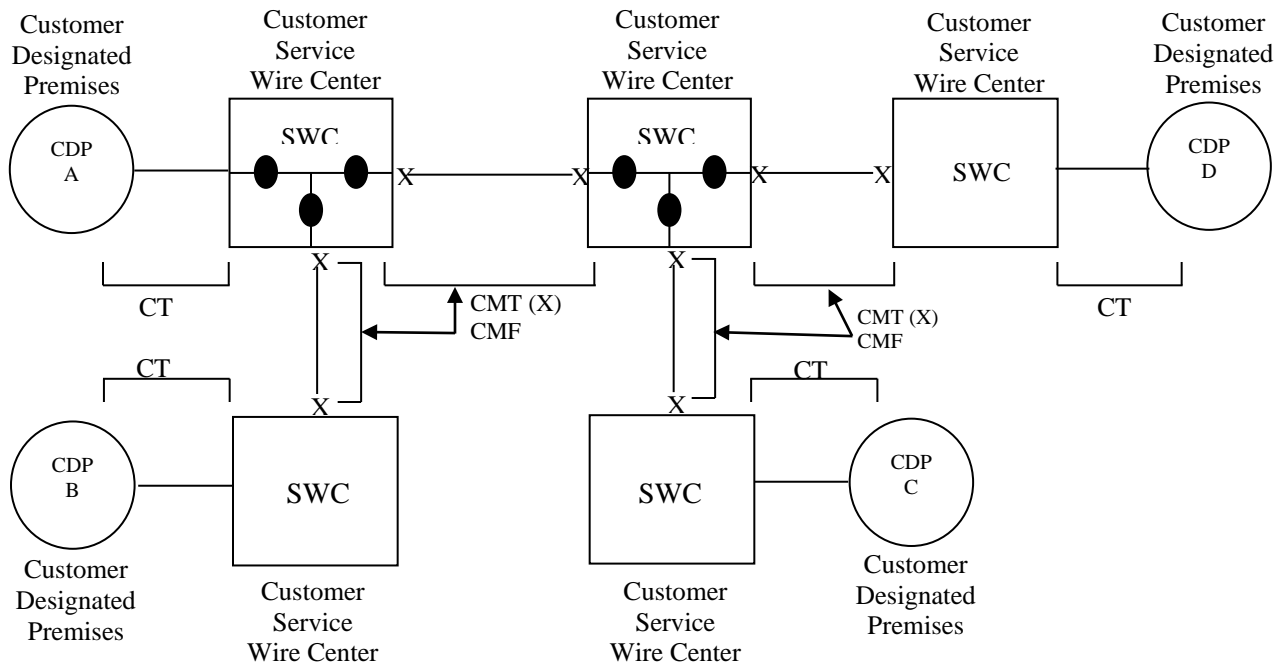 Customer
Designated
Premises
Customer
Service
Wire Center
Customer
Service
Wire Center
Customer
Service
Wire Center
Customer
Designated
Premises
CDP
A
SWC
X
X
SWC
X
X
SWC
CDP
D
X
X
CT
CMT (X)
CMF
CMT (X)
CMF
CT
CT
CT
X
X
CDP
B
SWC
SWC
CDP
C
Customer
Designated
Premises
Customer
Service
Wire Center
Customer
Service
Wire Center
Customer
Designated
Premises